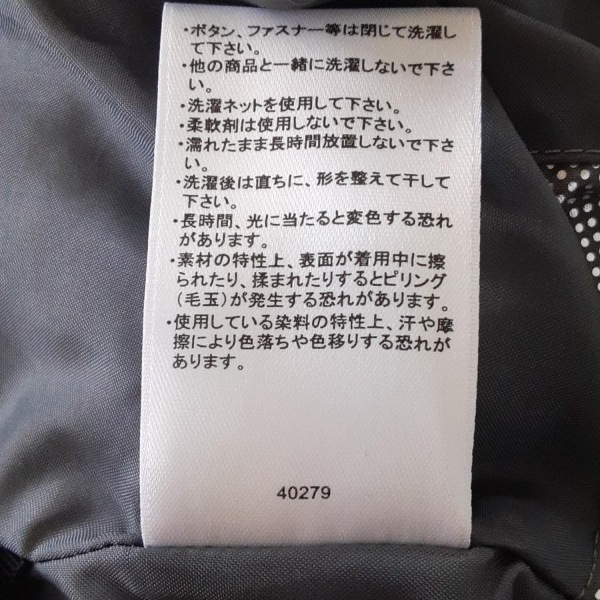 ・ボタン、ファスナー等は閉じて洗濯し
て下さい。
・他の商品と一緒に洗濯しないで下さ
い。
・洗濯ネットを使用して下さい。
・柔軟剤は使用しないで下さい。
・濡れたまま長時間放置しないで下さ
い。
・洗濯後は直ちに、形を整えて干して
下さい。
・長時間、光に当たると変色する恐れ
があります。
・素材の特性上、表面が着用中に擦
られたり、揉まれたりするとピリング
(毛玉)が発生する恐れがあります。
・使用している染料の特性上、汗や摩
擦により色落ちや色移りする恐れが
あります。
40279